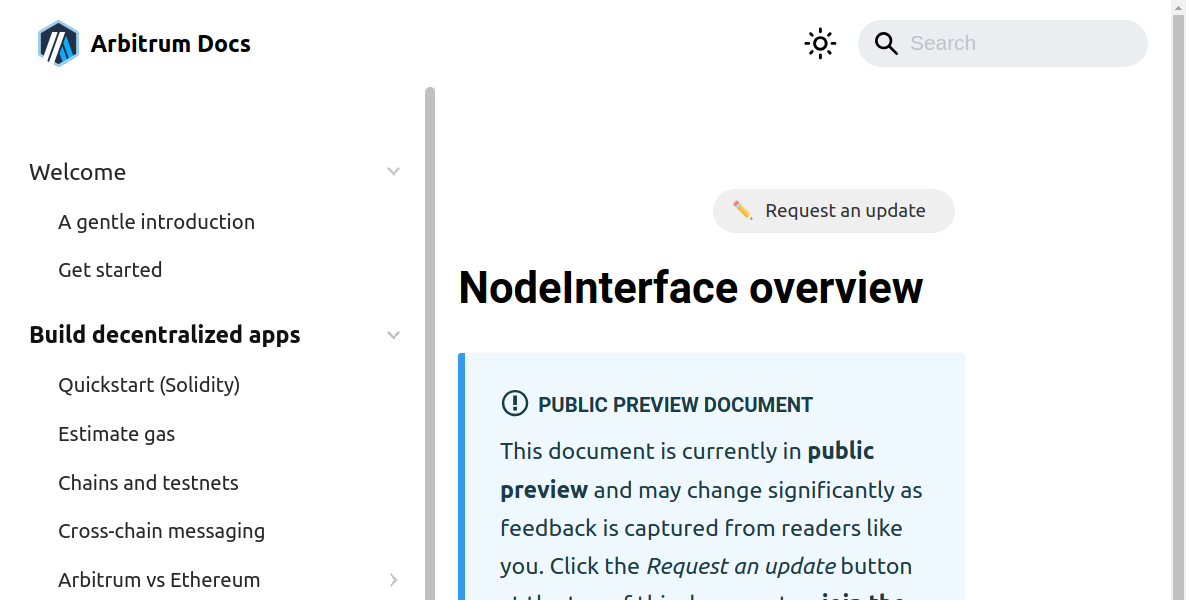 Arbitrum Docs
Search
Welcome
A gentle introduction
Get started
Build decentralized apps
Quickstart (Solidity)
Estimate gas
Chains and testnets
Cross-chain messaging
Arbitrum vs Ethereum
✏️ Request an update
NodeInterface overview
PUBLIC PREVIEW DOCUMENT
This document is currently in public
preview and may change significantly as
feedback is captured from readers like
you. Click the Request an update button